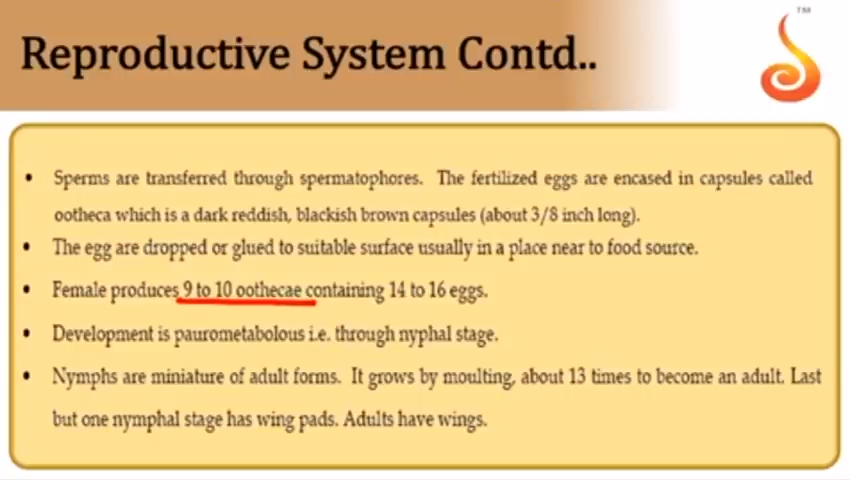 Reproductive System Contd..
TM
• Sperms are transferred through spermatophores. The fertilized eggs are encased in capsules called
ootheca which is a dark reddish, blackish brown capsules (about 3/8 inch long).
• The egg are dropped or glued to suitable surface usually in a place near to food source.
• Female produces 9 to 10 oothecae containing 14 to 16 eggs.
• Development is paurometabolous i.e. through nyphal stage.
• Nymphs are miniature of adult forms. It grows by moulting, about 13 times to become an adult. Last
but one nymphal stage has wing pads. Adults have wings.